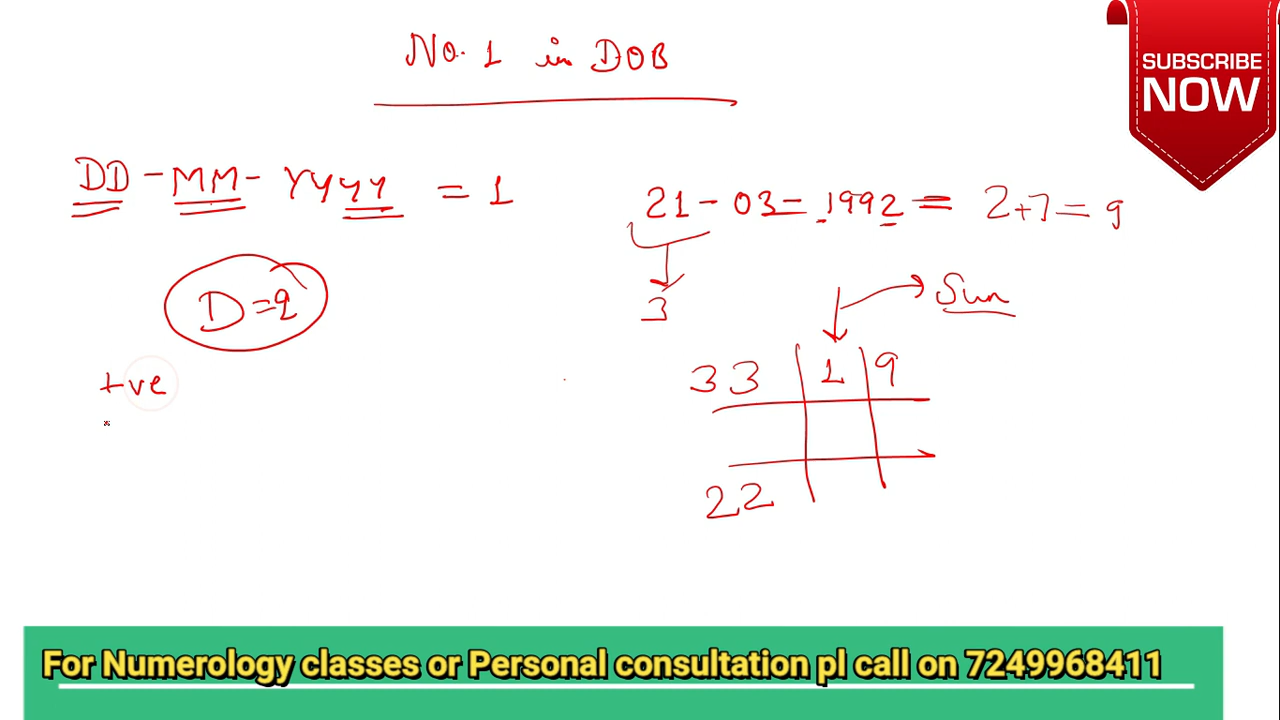 No. 1 in DOB
SUBSCRIBE
NOW
DD - MM - YYYY = 1
21 - 03 - 1992 = 2+7 = 9
3
D = 9
Sun
+ve
33 1 9
22
For Numerology classes or Personal consultation pl call on 7249968411